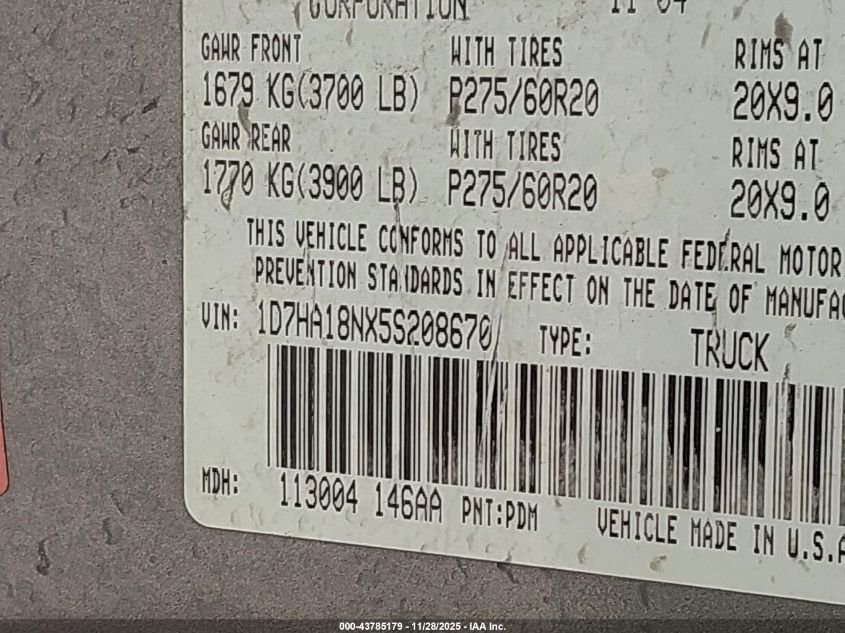 CORPORATION 11 04
GAWR FRONT WITH TIRES RIMS AT
1679 KG(3700 LB) P275/60R20 20X9.0
GAWR REAR WITH TIRES RIMS AT
1770 KG(3900 LB) P275/60R20 20X9.0
THIS VEHICLE CONFORMS TO ALL APPLICABLE FEDERAL MOTOR
PREVENTION STANDARDS IN EFFECT ON THE DATE OF MANUFAC
VIN: 1D7HA18NX5S208670 TYPE: TRUCK
MDH: 113004 146AA PNT:PDM VEHICLE MADE IN U.S.A
000-43785179 - 11/28/2025 - IAA Inc.